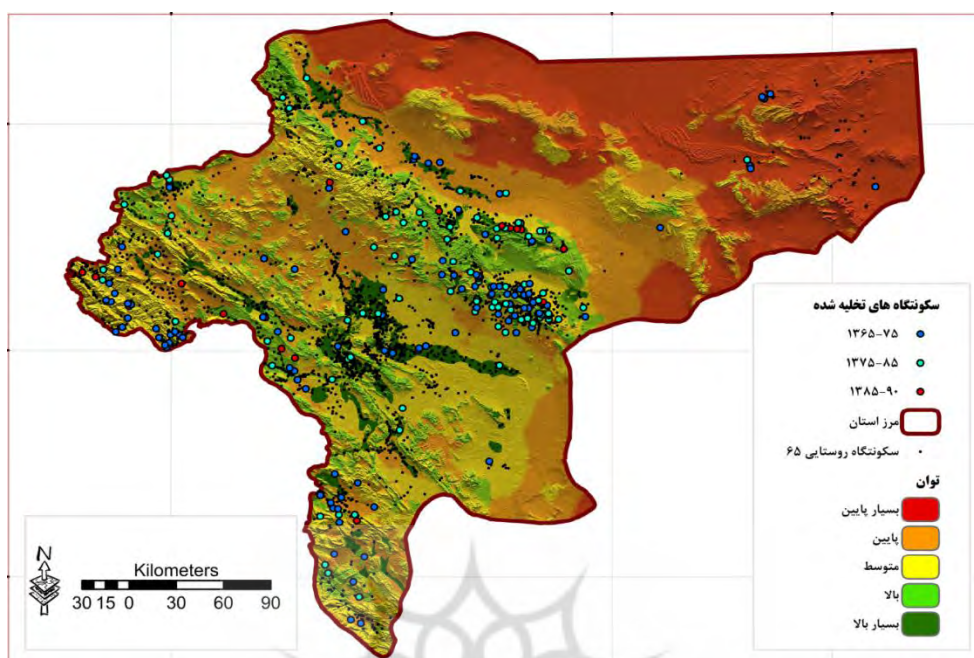 سکونتگاه های تخلیه شده
۱۳۶۵-۷۵
۱۳۷۵-۸۵
۱۳۸۵-۹۰
مرز استان
سکونتگاه روستایی ۶۵
توان
بسیار پایین
پایین
متوسط
بالا
بسیار بالا
N
Kilometers
30 15 0 30 60 90